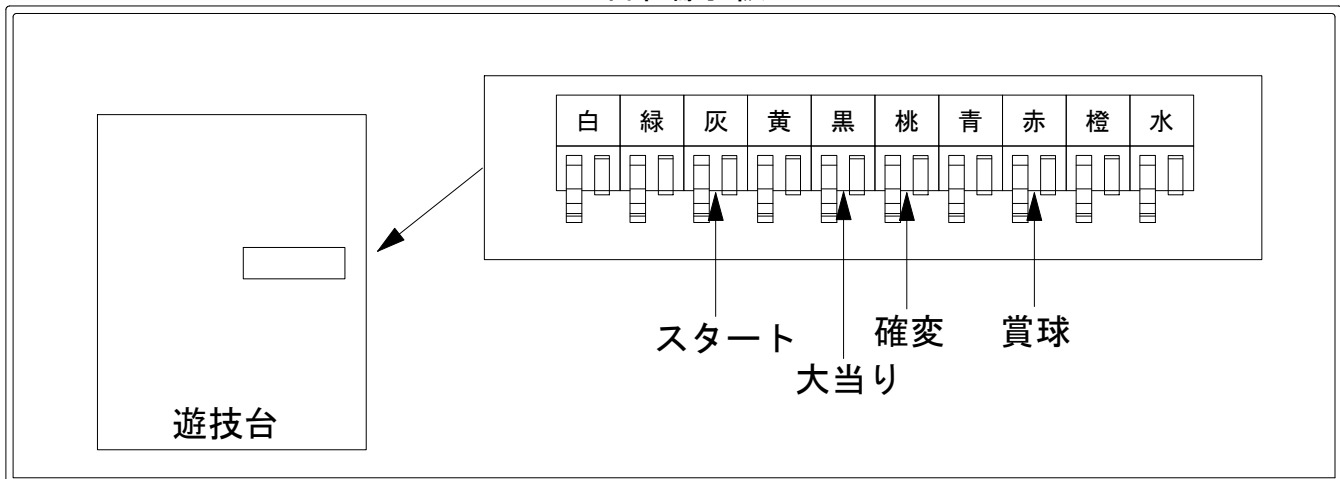 白 緑 灰 黄 黒 桃 青 赤 橙 水
スタート
大当り
確変
賞球
遊技台